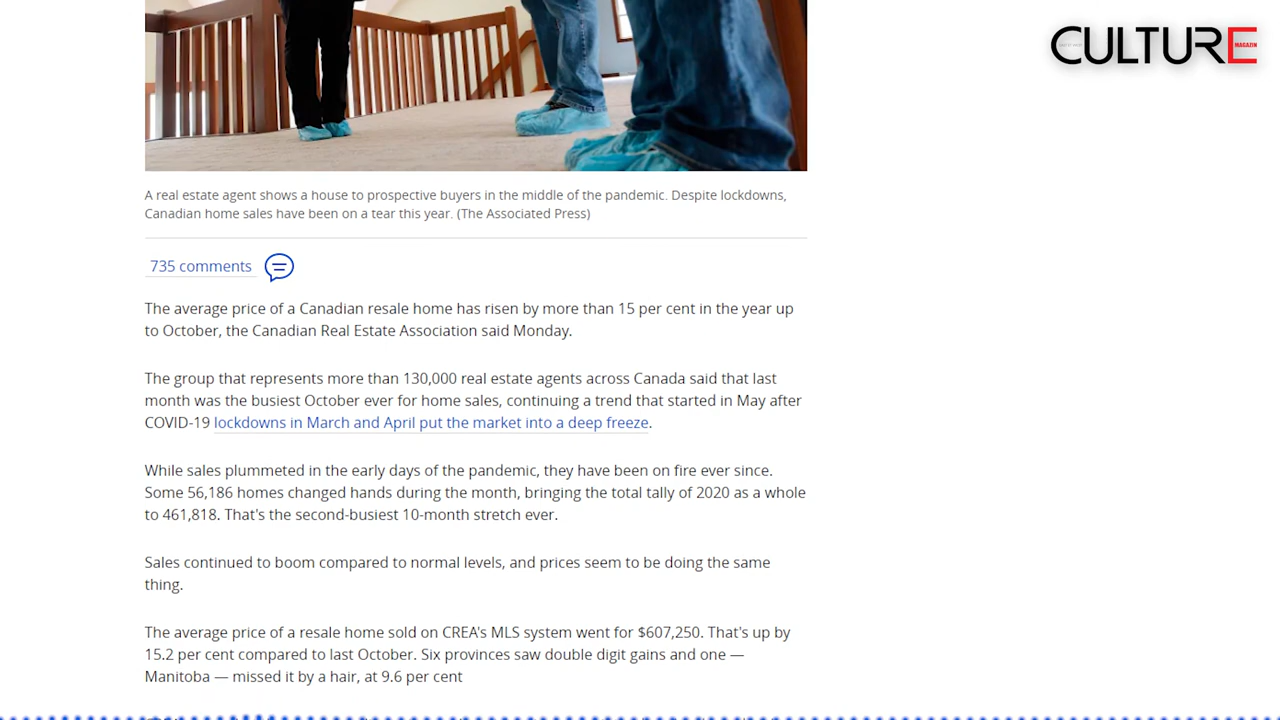 CULTURE
MAGAZIN
A real estate agent shows a house to prospective buyers in the middle of the pandemic. Despite lockdowns,
Canadian home sales have been on a tear this year. (The Associated Press)
735 comments
The average price of a Canadian resale home has risen by more than 15 per cent in the year up
to October, the Canadian Real Estate Association said Monday.
The group that represents more than 130,000 real estate agents across Canada said that last
month was the busiest October ever for home sales, continuing a trend that started in May after
COVID-19 lockdowns in March and April put the market into a deep freeze.
While sales plummeted in the early days of the pandemic, they have been on fire ever since.
Some 56,186 homes changed hands during the month, bringing the total tally of 2020 as a whole
to 461,818. That's the second-busiest 10-month stretch ever.
Sales continued to boom compared to normal levels, and prices seem to be doing the same
thing.
The average price of a resale home sold on CREA's MLS system went for $607,250. That's up by
15.2 per cent compared to last October. Six provinces saw double digit gains and one —
Manitoba — missed it by a hair, at 9.6 per cent